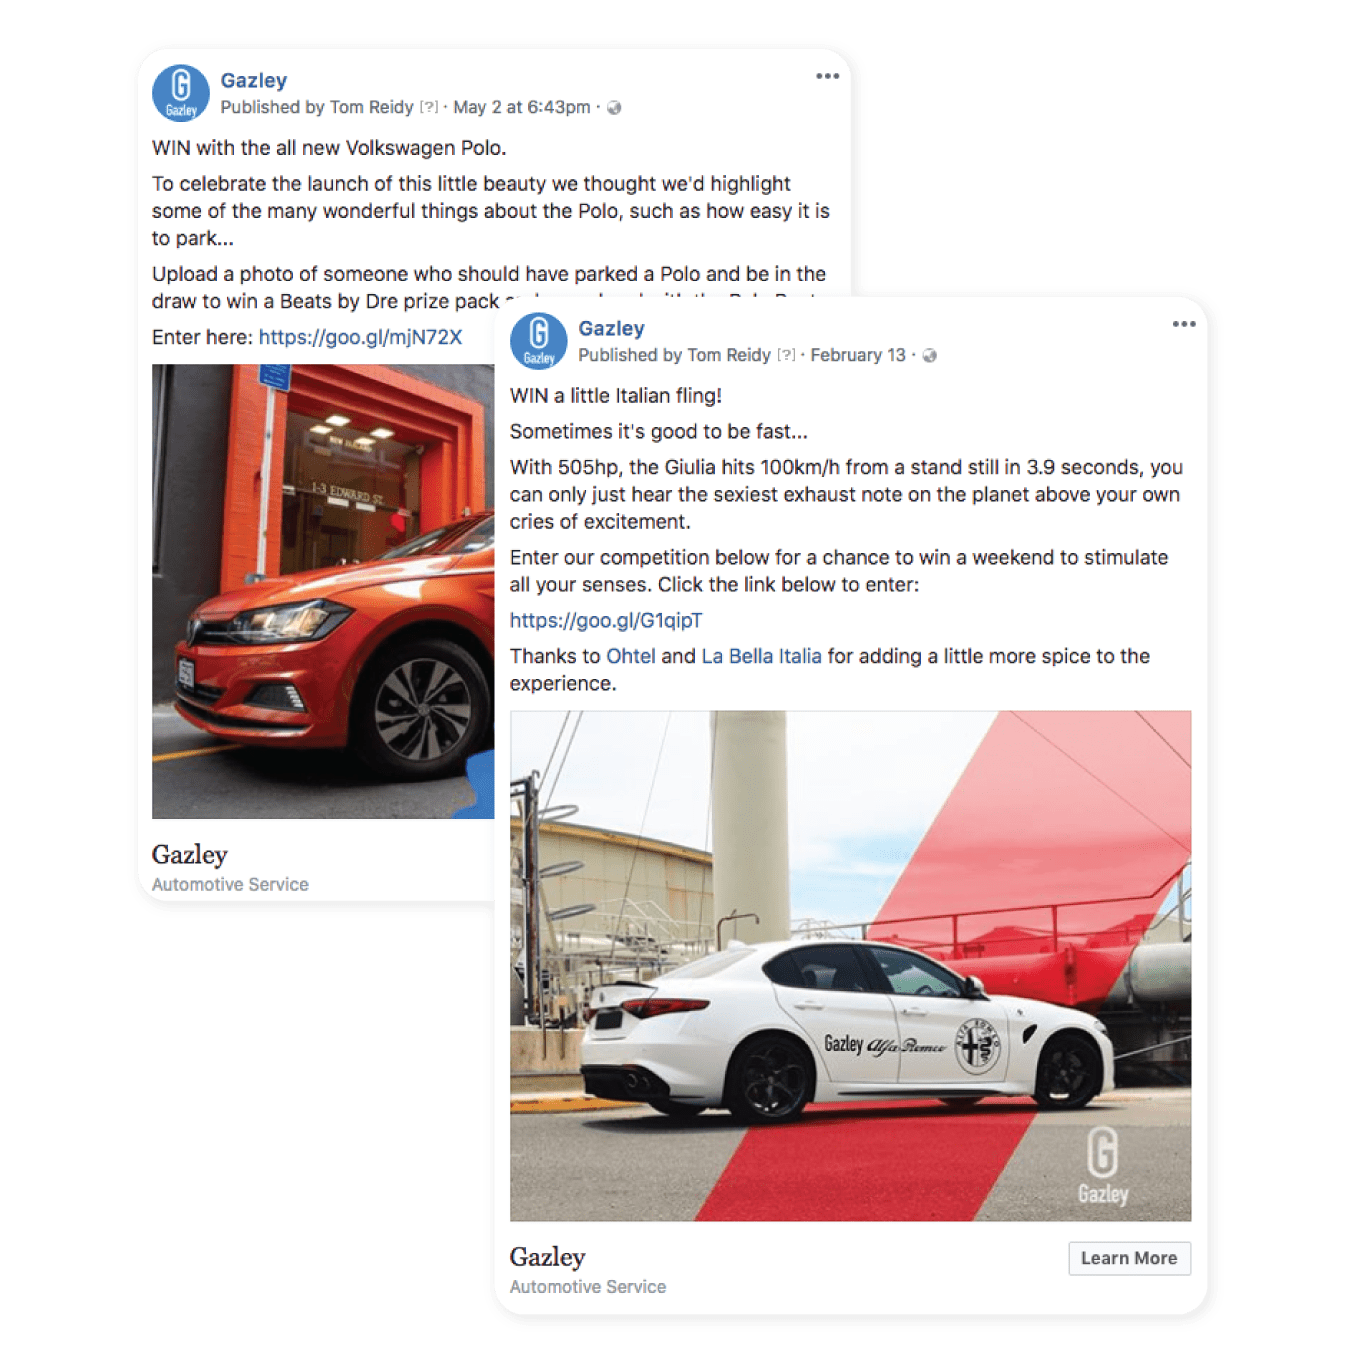 Gazley
Gazley
Published by Tom Reidy [?] · May 2 at 6:43pm ·
WIN with the all new Volkswagen Polo.
To celebrate the launch of this little beauty we thought we'd highlight
some of the many wonderful things about the Polo, such as how easy it is
to park...
Upload a photo of someone who should have parked a Polo and be in the
draw to win a Beats by Dre prize pack
Enter here: https://goo.gl/mjN72X
NEW ZEALAND
1-3 EDWARD ST.
Gazley
Automotive Service
Gazley
Gazley
Published by Tom Reidy [?] · February 13 ·
WIN a little Italian fling!
Sometimes it's good to be fast...
With 505hp, the Giulia hits 100km/h from a stand still in 3.9 seconds, you
can only just hear the sexiest exhaust note on the planet above your own
cries of excitement.
Enter our competition below for a chance to win a weekend to stimulate
all your senses. Click the link below to enter:
https://goo.gl/G1qipT
Thanks to Ohtel and La Bella Italia for adding a little more spice to the
experience.
Gazley Alfa Romeo
ALFA ROMEO
Gazley
Gazley
Automotive Service
Learn More